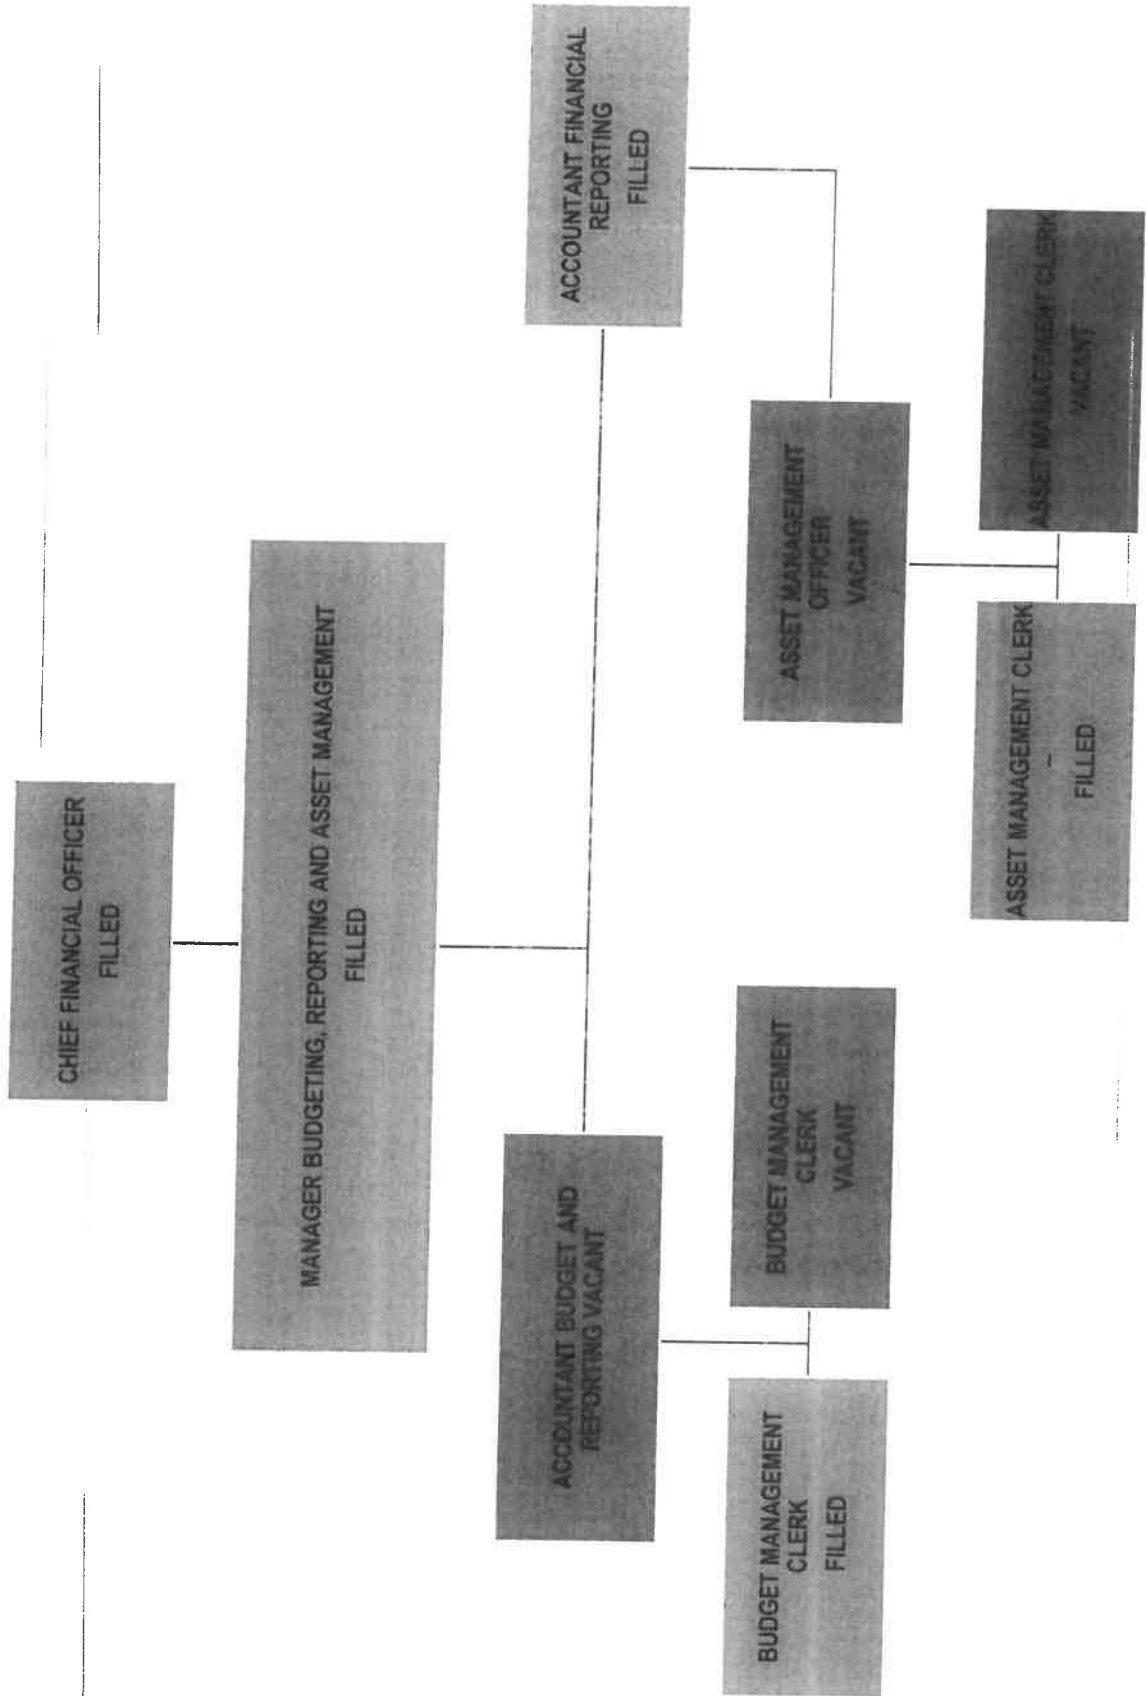 CHIEF FINANCIAL OFFICER
FILLED
MANAGER BUDGETING, REPORTING AND ASSET MANAGEMENT
FILLED
ACCOUNTANT BUDGET AND
REPORTING VACANT
ACCOUNTANT FINANCIAL
REPORTING
FILLED
BUDGET MANAGEMENT
CLERK
FILLED
BUDGET MANAGEMENT
CLERK
VACANT
ASSET MANAGEMENT
OFFICER
VACANT
ASSET MANAGEMENT CLERK
–
FILLED
ASSET MANAGEMENT CLERK
VACANT